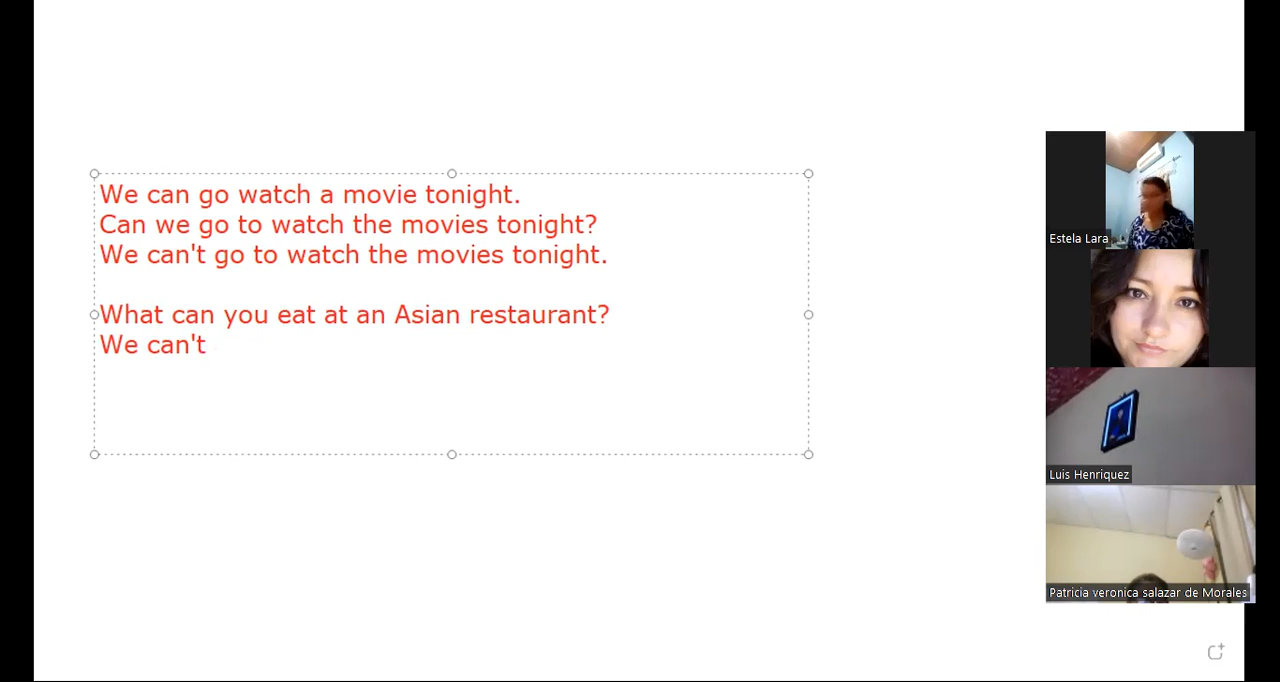 We can go watch a movie tonight.
Can we go to watch the movies tonight?
We can't go to watch the movies tonight.
What can you eat at an Asian restaurant?
We can't
Estela Lara
Luis Henriquez
Patricia veronica salazar de Morales